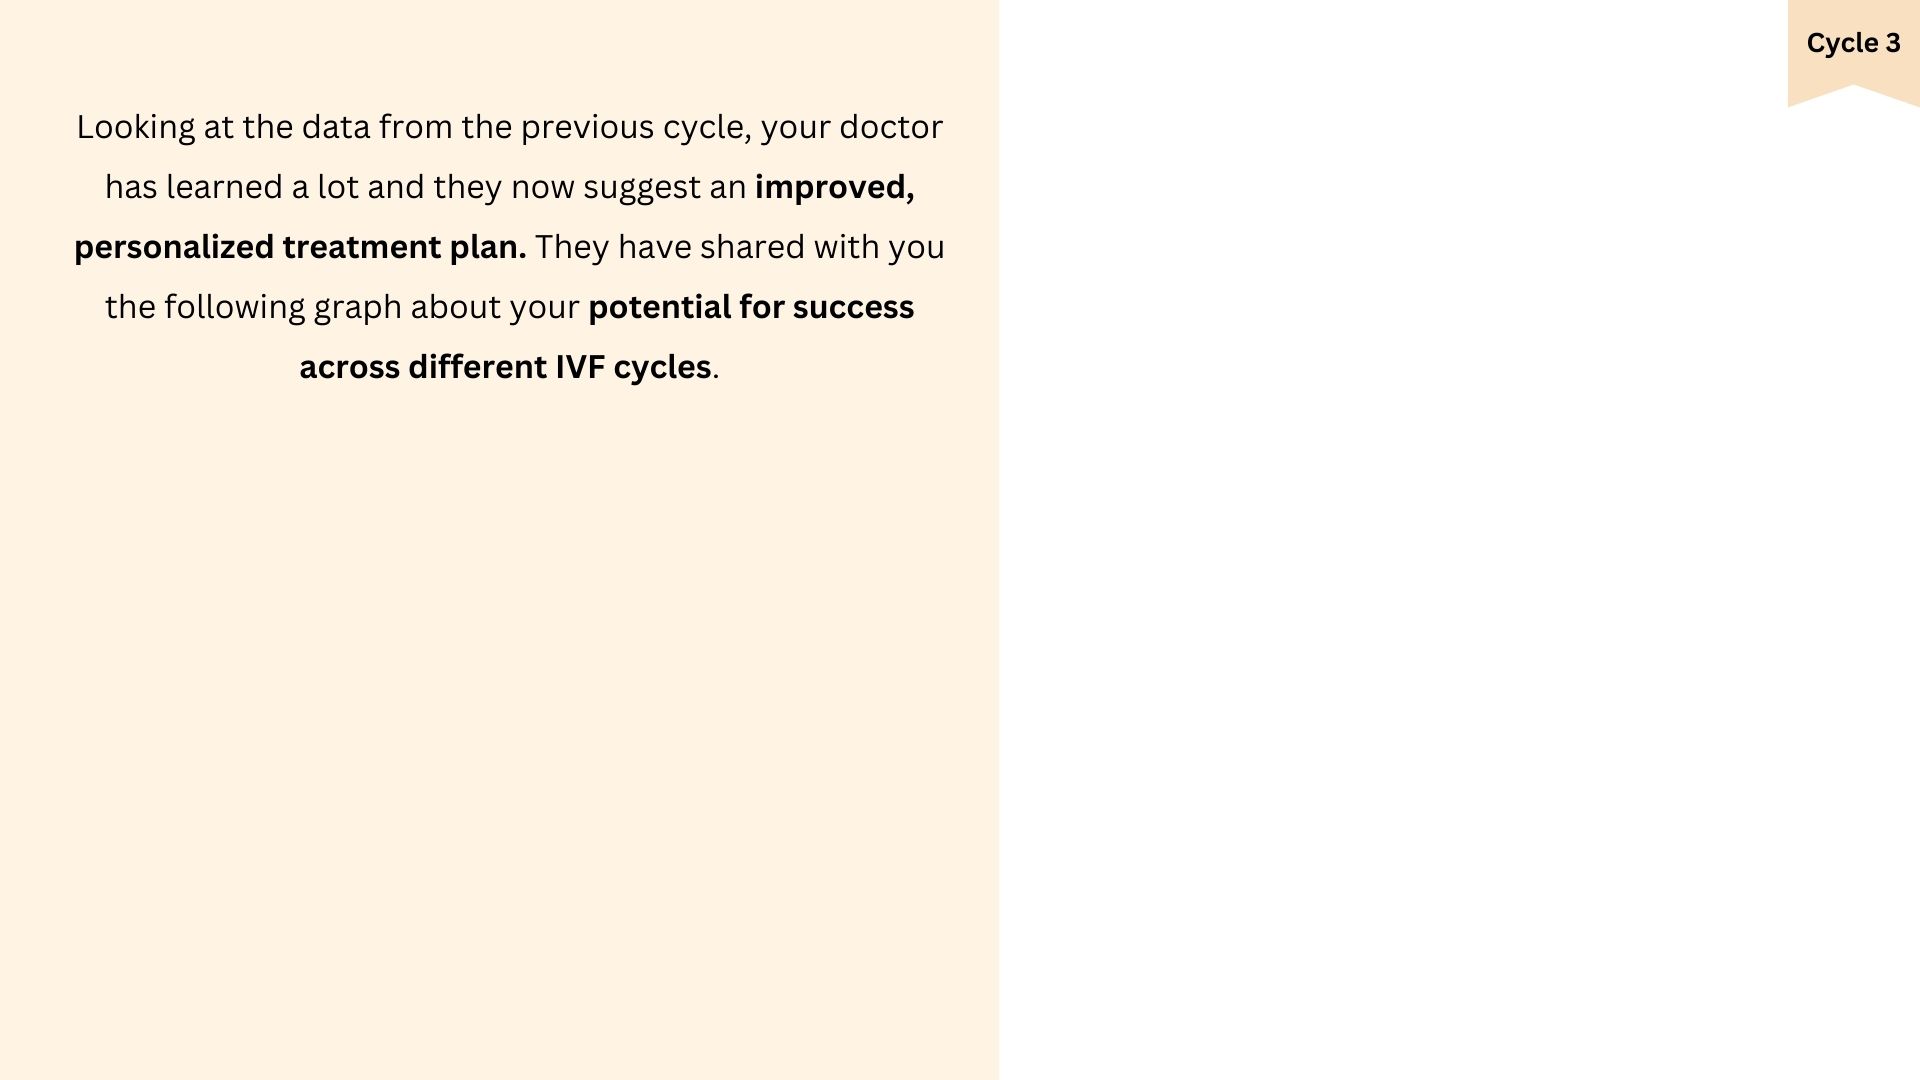 Cycle 3
Looking at the data from the previous cycle, your doctor
has learned a lot and they now suggest an improved,
personalized treatment plan. They have shared with you
the following graph about your potential for success
across different IVF cycles.